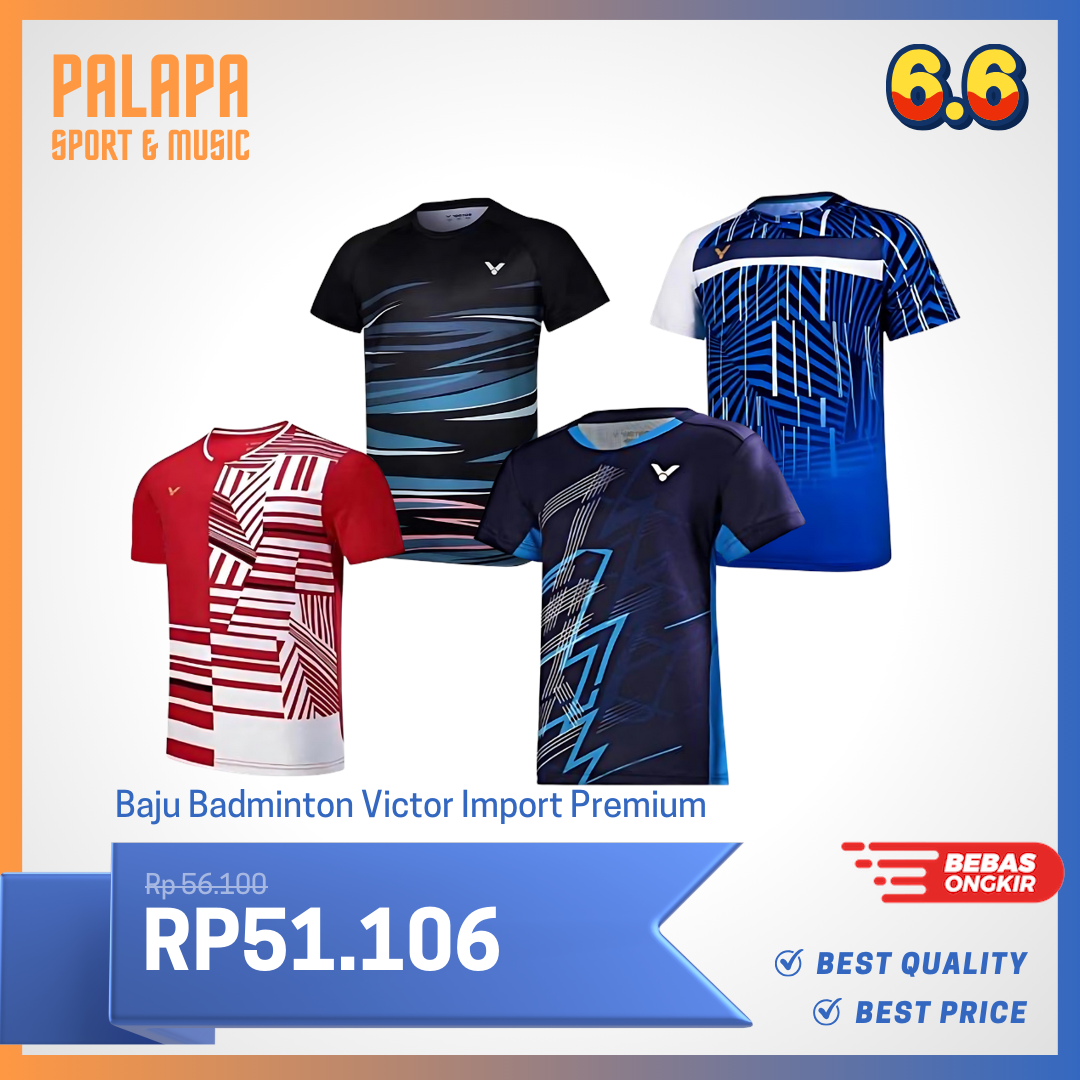 PALAPA
SPORT & MUSIC
6.6
Baju Badminton Victor Import Premium
Rp 56.100
RP51.106
BEBAS
ONGKIR
BEST QUALITY
BEST PRICE